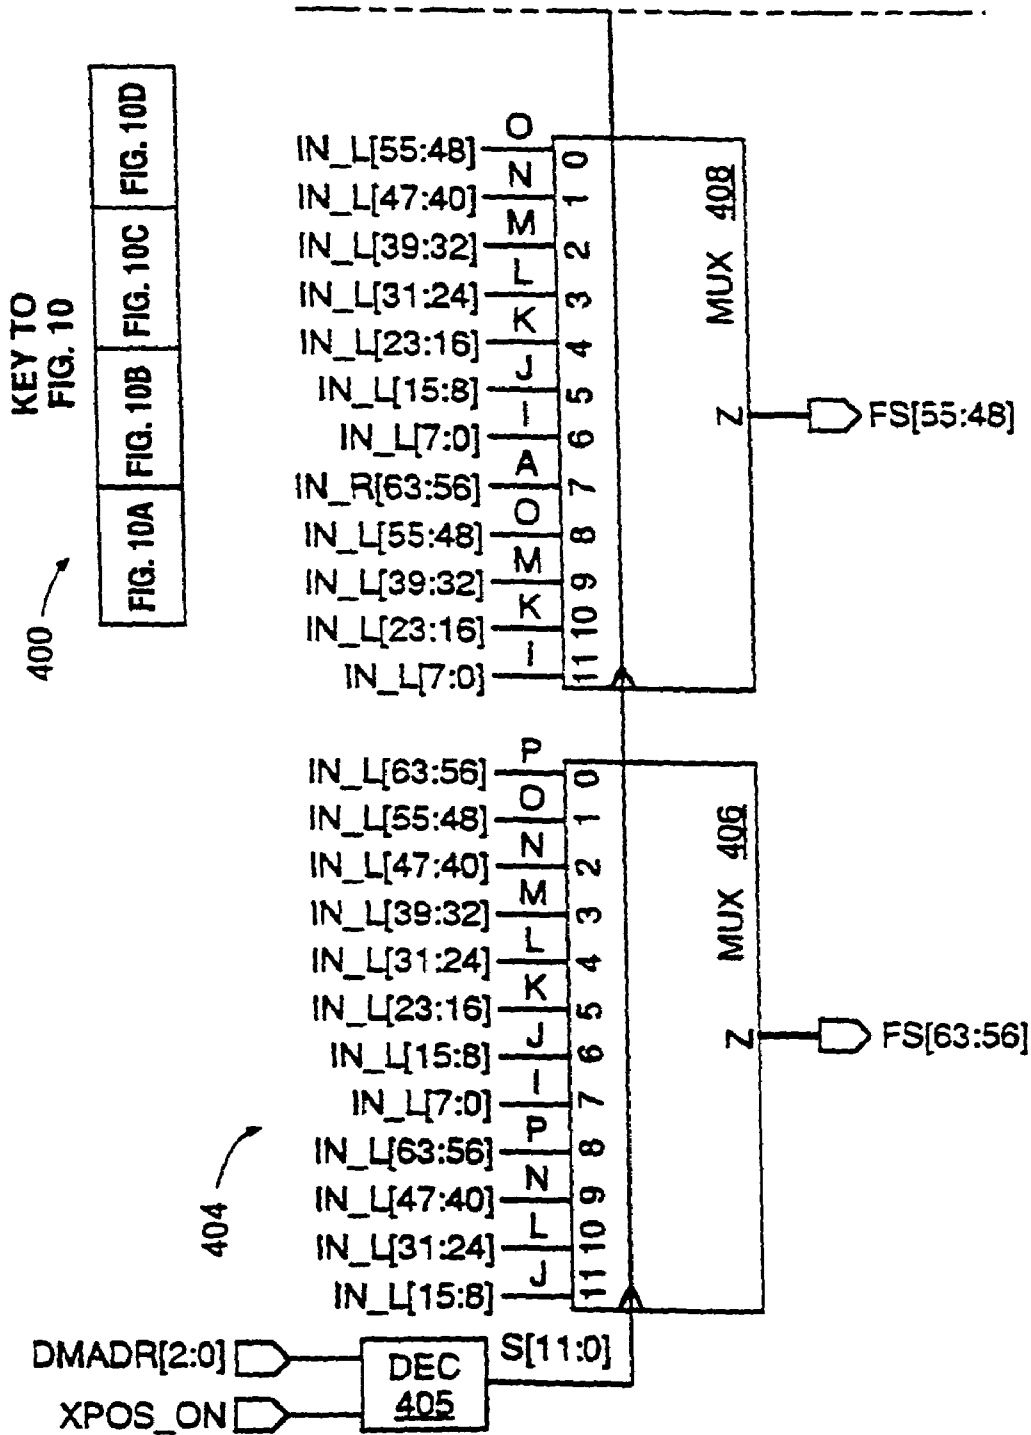 KEY TO
FIG. 10
FIG. 10A
FIG. 10B
FIG. 10C
FIG. 10D
400
O
IN_L[55:48] 0
N
IN_L[47:40] 1
M
IN_L[39:32] 2
L
IN_L[31:24] 3
K
IN_L[23:16] 4
J
IN_L[15:8] 5
I
IN_L[7:0] 6
A
IN_R[63:56] 7
O
IN_L[55:48] 8
M
IN_L[39:32] 9
K
IN_L[23:16] 10
I
IN_L[7:0] 11
MUX 408
Z
FS[55:48]
404
P
IN_L[63:56] 0
O
IN_L[55:48] 1
N
IN_L[47:40] 2
M
IN_L[39:32] 3
L
IN_L[31:24] 4
K
IN_L[23:16] 5
J
IN_L[15:8] 6
I
IN_L[7:0] 7
P
IN_L[63:56] 8
N
IN_L[47:40] 9
L
IN_L[31:24] 10
J
IN_L[15:8] 11
MUX 406
Z
FS[63:56]
DMADR[2:0]
XPOS_ON
DEC
405
S[11:0]